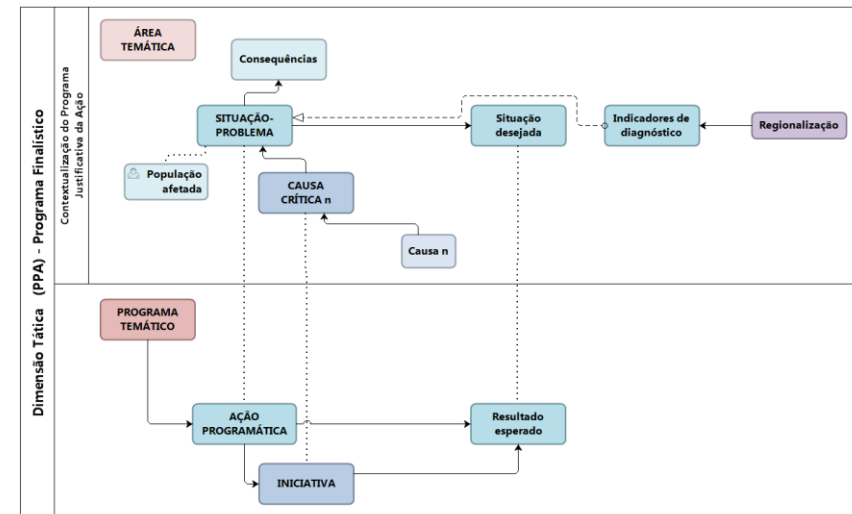 Dimensão Tática (PPA) - Programa Finalístico
Contextualização do Programa
Justificativa da Ação
ÁREA
TEMÁTICA
Consequências
SITUAÇÃO-
PROBLEMA
Situação
desejada
Indicadores de
diagnóstico
Regionalização
População
afetada
CAUSA
CRÍTICA n
Causa n
PROGRAMA
TEMÁTICO
AÇÃO
PROGRAMÁTICA
Resultado
esperado
INICIATIVA